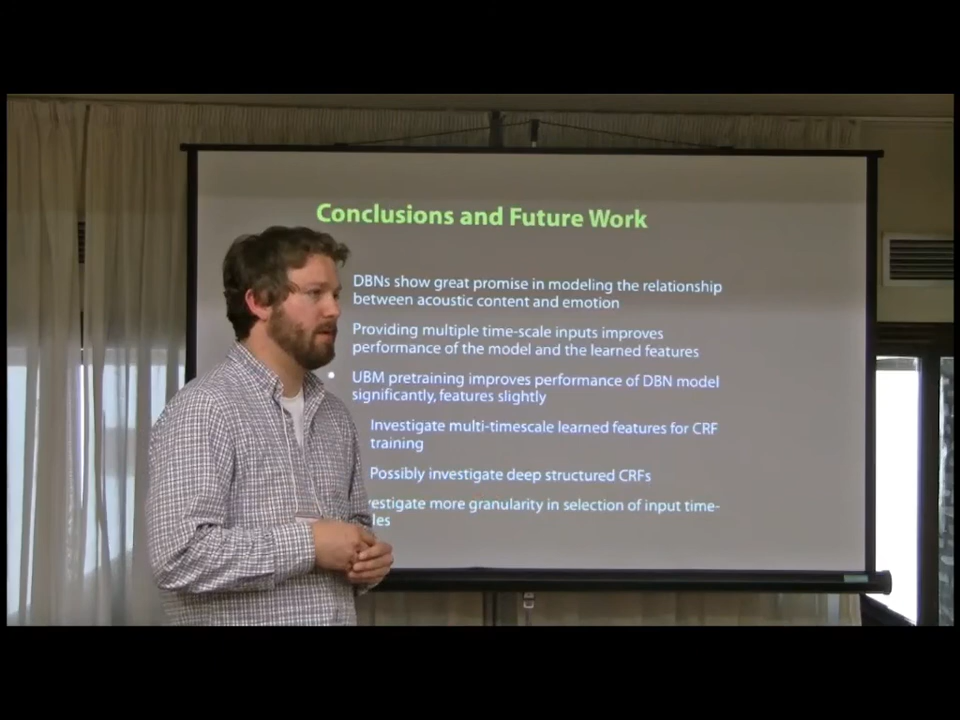 Conclusions and Future Work
DBNs show great promise in modeling the relationship
between acoustic content and emotion
Providing multiple time-scale inputs improves
performance of the model and the learned features
• UBM pretraining improves performance of DBN model
significantly, features slightly
Investigate multi-timescale learned features for CRF
training
Possibly investigate deep structured CRFs
more granularity in selection of input time-